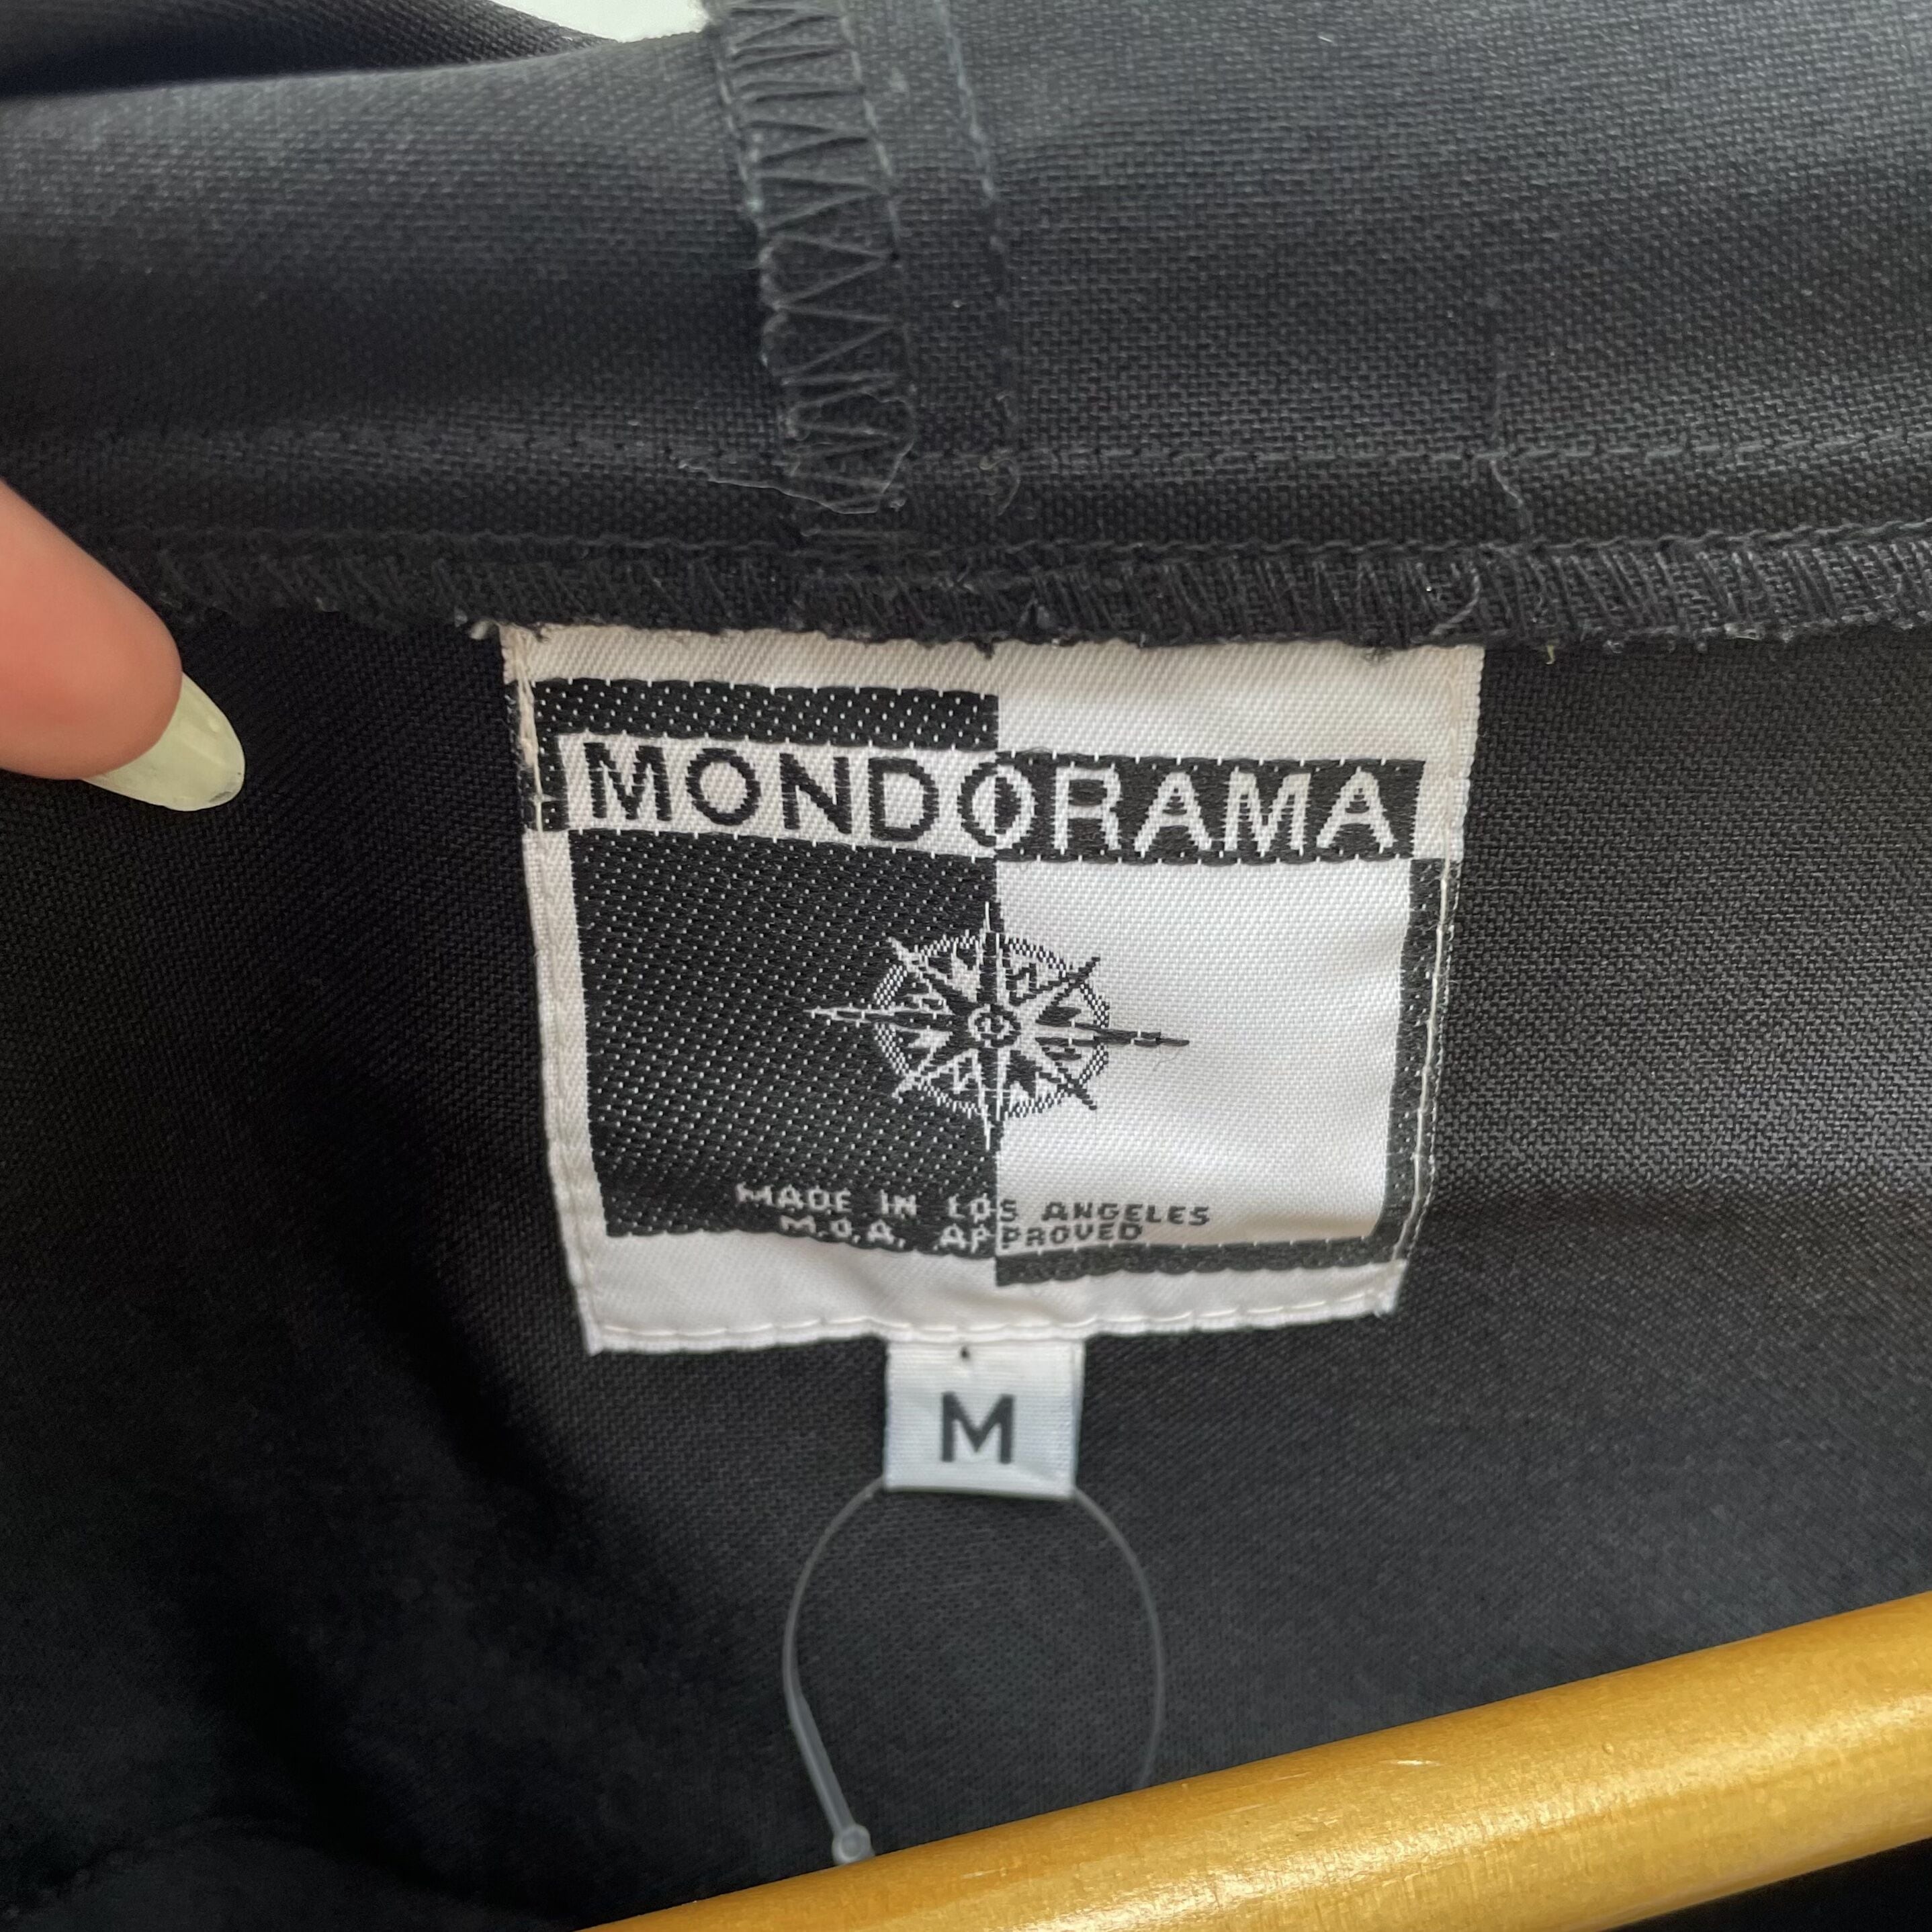 MONDORAMA
MADE IN LOS ANGELES
M.O.A. APPROVED
M